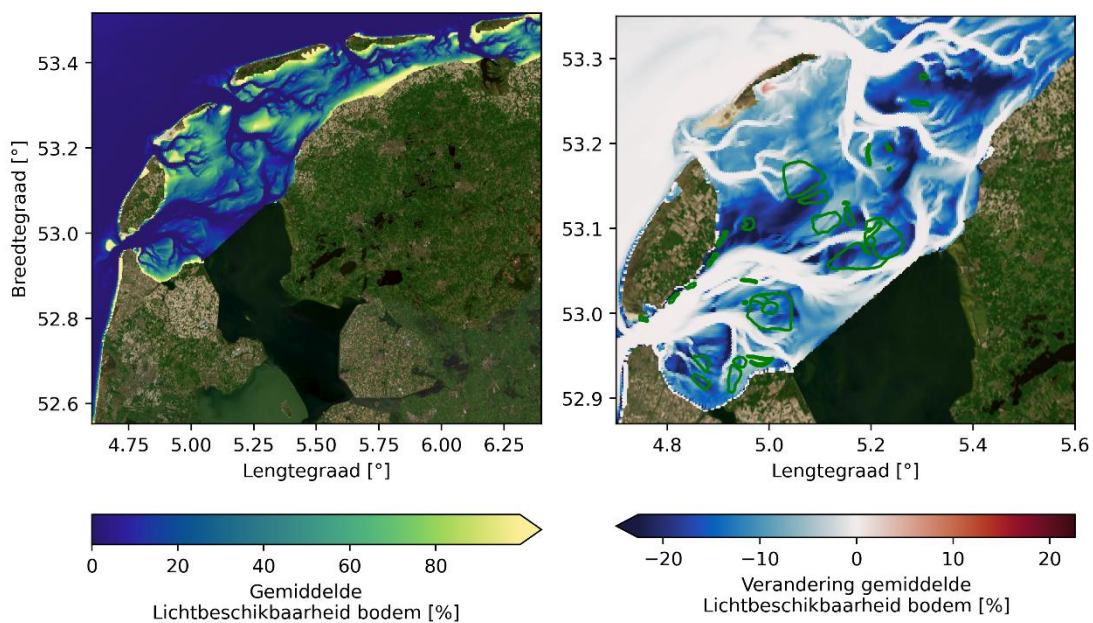 53.4
53.2
53.0
52.8
52.6
Breedtegraad [°]
4.75 5.00 5.25 5.50 5.75 6.00 6.25
Lengtegraad [°]
0 20 40 60 80
Gemiddelde
Lichtbeschikbaarheid bodem [%]
53.3
53.2
53.1
53.0
52.9
4.8 5.0 5.2 5.4 5.6
Lengtegraad [°]
−20 −10 0 10 20
Verandering gemiddelde
Lichtbeschikbaarheid bodem [%]